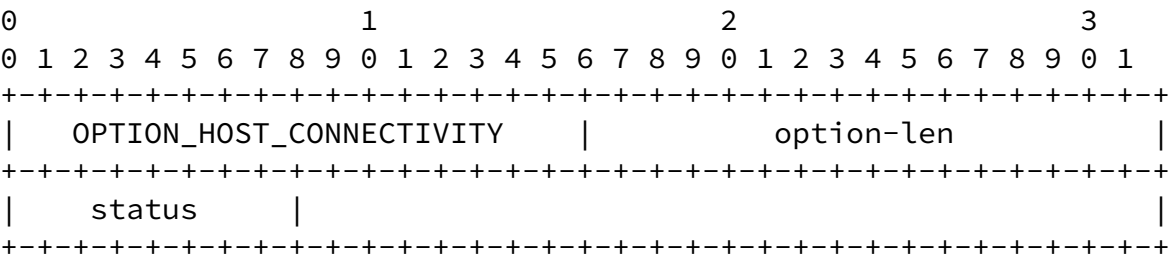 0                   1                   2                   3
0 1 2 3 4 5 6 7 8 9 0 1 2 3 4 5 6 7 8 9 0 1 2 3 4 5 6 7 8 9 0 1
+-+-+-+-+-+-+-+-+-+-+-+-+-+-+-+-+-+-+-+-+-+-+-+-+-+-+-+-+-+-+-+-+
|   OPTION_HOST_CONNECTIVITY    |          option-len           |
+-+-+-+-+-+-+-+-+-+-+-+-+-+-+-+-+-+-+-+-+-+-+-+-+-+-+-+-+-+-+-+-+
|    status     |                                               |
+-+-+-+-+-+-+-+-+-+-+-+-+-+-+-+-+-+-+-+-+-+-+-+-+-+-+-+-+-+-+-+-+